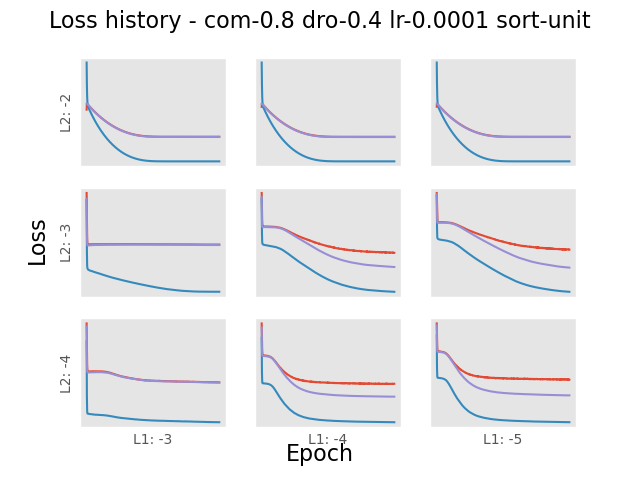 Loss history - com-0.8 dro-0.4 lr-0.0001 sort-unit
L2: -2
L2: -3
Loss
L2: -4
L1: -3
L1: -4
L1: -5
Epoch